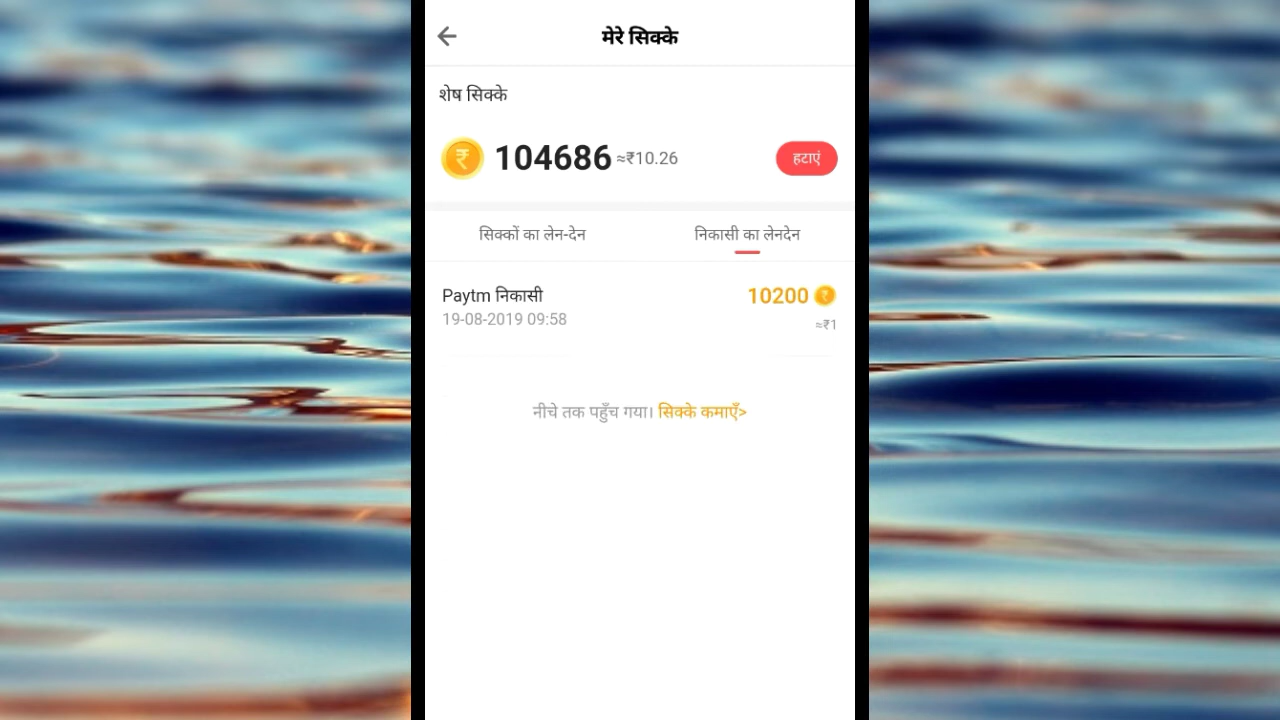 मेरे सिक्के
शेष सिक्के
104686 ≈₹10.26 हटाएं
सिक्कों का लेन-देन निकासी का लेनदेन
Paytm निकासी 10200
19-08-2019 09:58 ≈₹1
नीचे तक पहुँच गया। सिक्के कमाएँ>